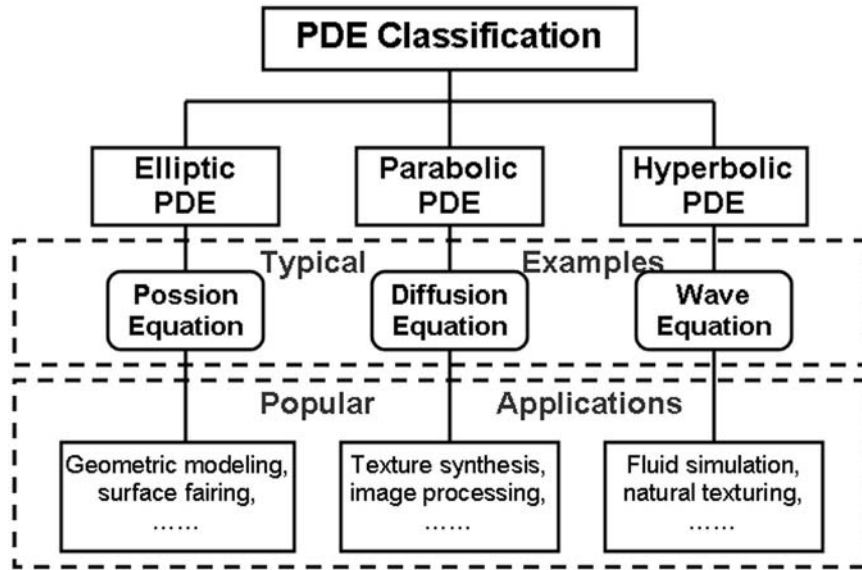 PDE Classification
Elliptic
PDE
Parabolic
PDE
Hyperbolic
PDE
Typical Examples
Possion
Equation
Diffusion
Equation
Wave
Equation
Popular Applications
Geometric modeling,
surface fairing,
......
Texture synthesis,
image processing,
......
Fluid simulation,
natural texturing,
......